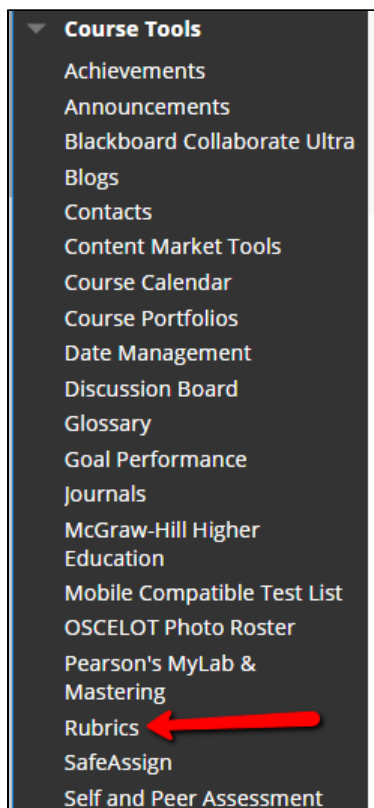 Course Tools
Achievements
Announcements
Blackboard Collaborate Ultra
Blogs
Contacts
Content Market Tools
Course Calendar
Course Portfolios
Date Management
Discussion Board
Glossary
Goal Performance
Journals
McGraw-Hill Higher
Education
Mobile Compatible Test List
OSCELOT Photo Roster
Pearson's MyLab &
Mastering
Rubrics
SafeAssign
Self and Peer Assessment